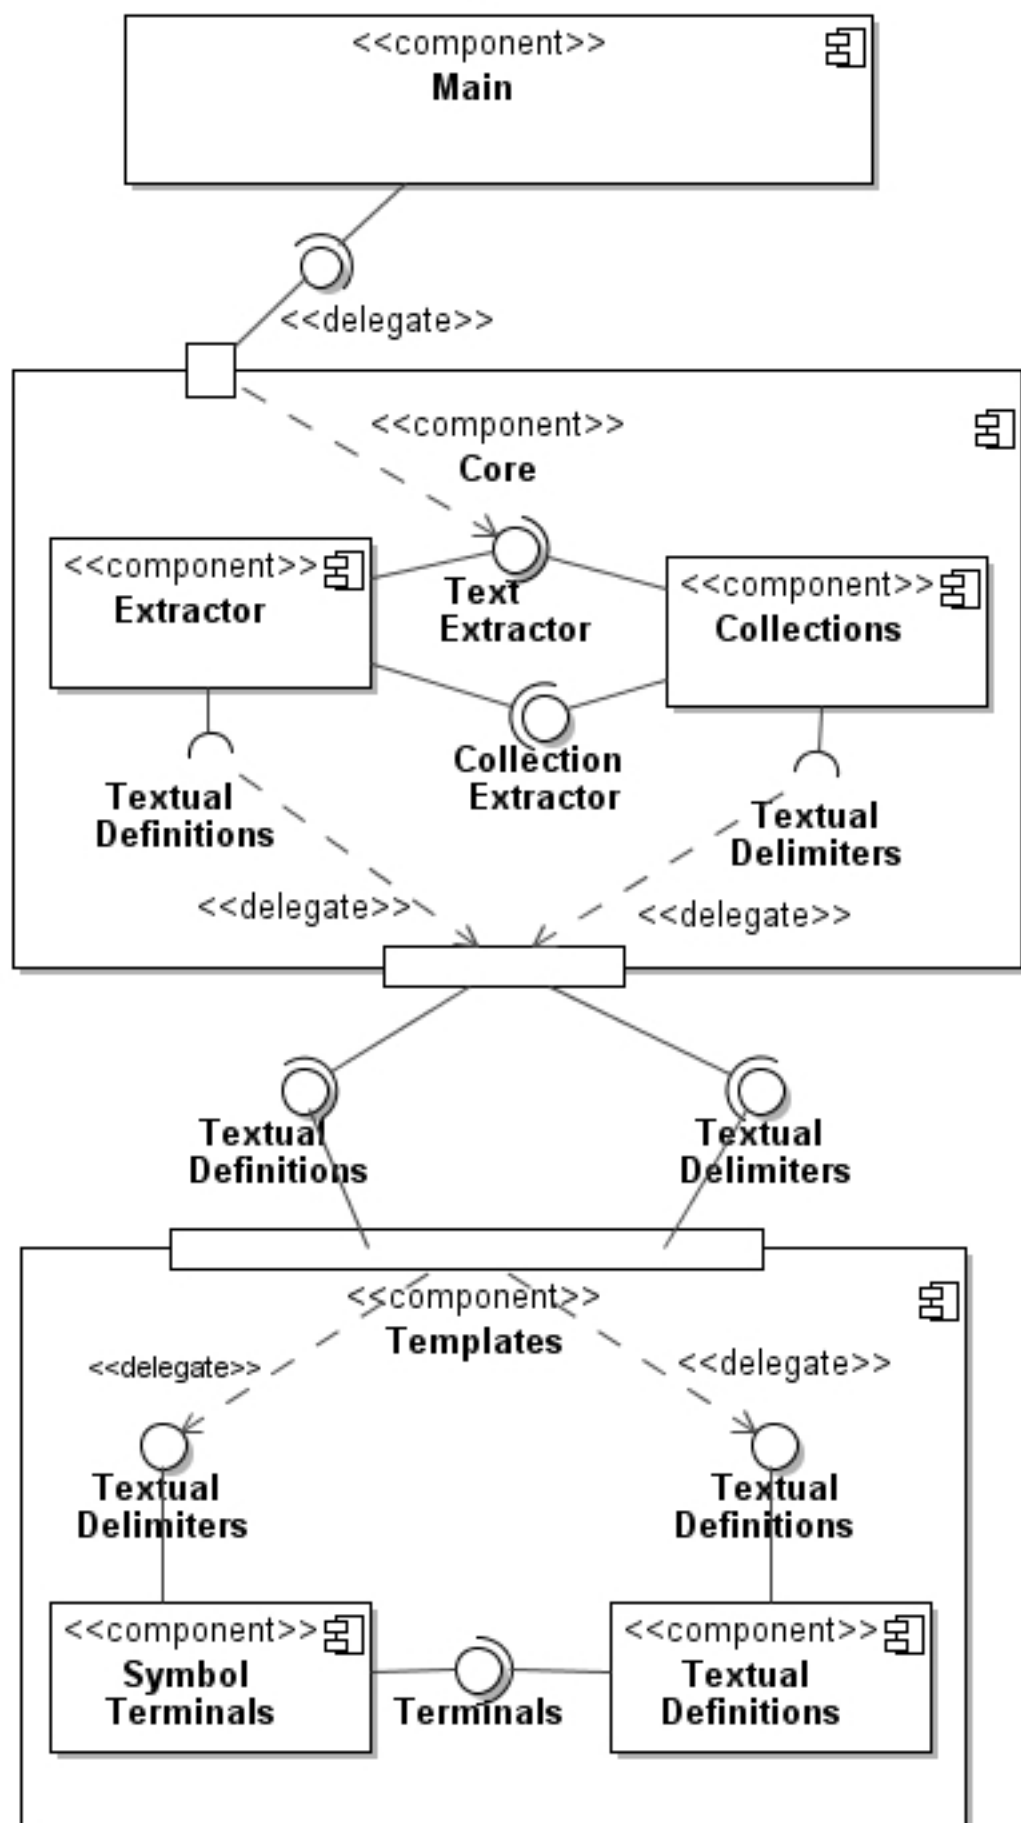 <<component>>
Main
<<delegate>>
<<component>>
Core
<<component>>
Extractor
Text
Extractor
<<component>>
Collections
Collection
Extractor
Textual
Definitions
Textual
Delimiters
<<delegate>>
<<delegate>>
Textual
Definitions
Textual
Delimiters
<<component>>
Templates
<<delegate>>
<<delegate>>
Textual
Delimiters
Textual
Definitions
<<component>>
Symbol
Terminals
Terminals
<<component>>
Textual
Definitions